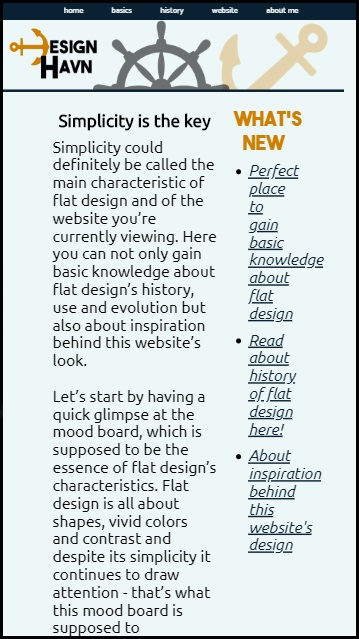 home basics history website about me
DESIGN
HAVN
Simplicity is the key
Simplicity could
definitely be called the
main characteristic of
flat design and of the
website you're
currently viewing. Here
you can not only gain
basic knowledge about
flat design's history,
use and evolution but
also about inspiration
behind this website's
look.
Let's start by having a
quick glimpse at the
mood board, which is
supposed to be the
essence of flat design's
characteristics. Flat
design is all about
shapes, vivid colors
and contrast and
despite its simplicity it
continues to draw
attention - that's what
this mood board is
supposed to
WHAT'S
NEW
Perfect
place
to
gain
basic
knowledge
about
flat
design
Read
about
history
of flat
design
here!
About
inspiration
behind
this
website's
design